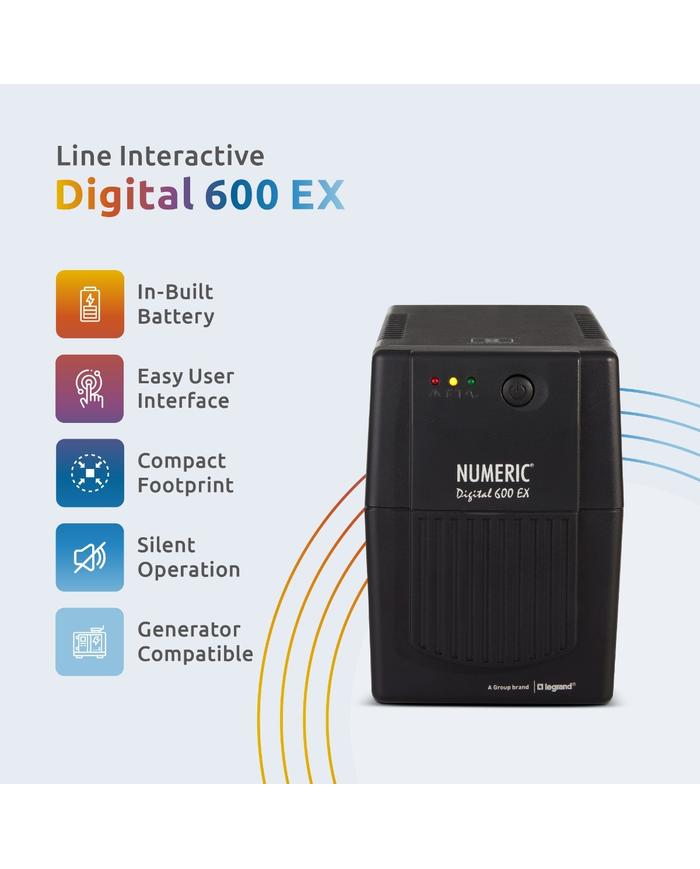 Line Interactive
Digital 600 EX
In-Built
Battery
Easy User
Interface
Compact
Footprint
Silent
Operation
Generator
Compatible
NUMERIC®
Digital 600 EX
A Group brand | legrand®